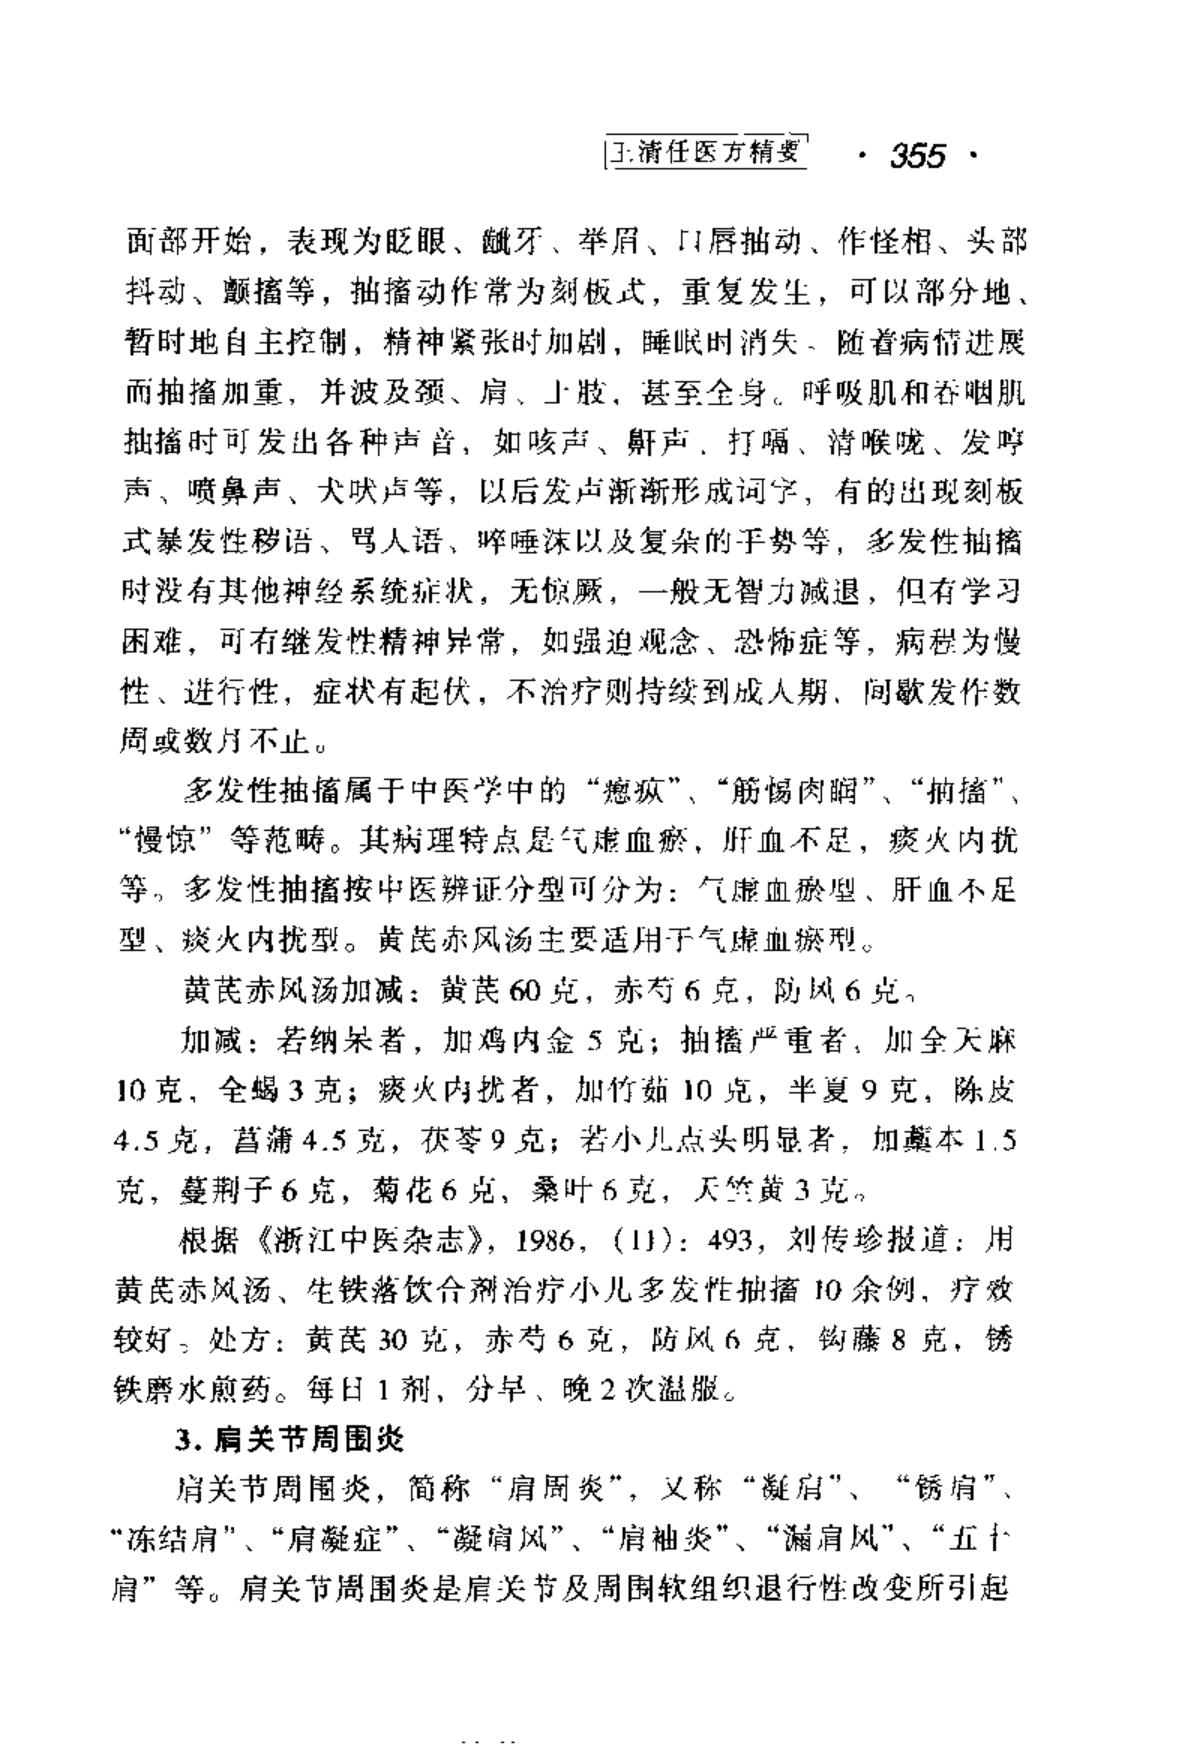 王清任医方精要 · 355 ·
面部开始，表现为眨眼、龇牙、举眉、口唇抽动、作怪相、头部
抖动、颤搐等，抽搐动作常为刻板式，重复发生，可以部分地、
暂时地自主控制，精神紧张时加剧，睡眠时消失。随着病情进展
而抽搐加重，并波及颈、肩、上肢，甚至全身。呼吸肌和吞咽肌
抽搐时可发出各种声音，如咳声、鼾声、打嗝、清喉咙、发哼
声、喷鼻声、犬吠声等，以后发声渐渐形成词字，有的出现刻板
式暴发性秽语、骂人语、啐唾沫以及复杂的手势等，多发性抽搐
时没有其他神经系统症状，无惊厥，一般无智力减退，但有学习
困难，可有继发性精神异常，如强迫观念、恐怖症等，病程为慢
性、进行性，症状有起伏，不治疗则持续到成人期，间歇发作数
周或数月不止。
多发性抽搐属于中医学中的“瘛疭”、“筋惕肉瞤”、“抽搐”、
“慢惊”等范畴。其病理特点是气虚血瘀，肝血不足，痰火内扰
等。多发性抽搐按中医辨证分型可分为：气虚血瘀型、肝血不足
型、痰火内扰型。黄芪赤风汤主要适用于气虚血瘀型。
黄芪赤风汤加减：黄芪 60 克，赤芍 6 克，防风 6 克。
加减：若纳呆者，加鸡内金 5 克；抽搐严重者，加全天麻
10 克，全蝎 3 克；痰火内扰者，加竹茹 10 克，半夏 9 克，陈皮
4.5 克，菖蒲 4.5 克，茯苓 9 克；若小儿点头明显者，加藁本 1.5
克，蔓荆子 6 克，菊花 6 克，桑叶 6 克，天竺黄 3 克。
根据《浙江中医杂志》，1986，（11）：493，刘传珍报道：用
黄芪赤风汤、生铁落饮合剂治疗小儿多发性抽搐 10 余例，疗效
较好。处方：黄芪 30 克，赤芍 6 克，防风 6 克，钩藤 8 克，锈
铁磨水煎药。每日 1 剂，分早、晚 2 次温服。
3. 肩关节周围炎
肩关节周围炎，简称“肩周炎”，又称“凝肩”、“锈肩”、
“冻结肩”、“肩凝症”、“凝肩风”、“肩袖炎”、“漏肩风”、“五十
肩”等。肩关节周围炎是肩关节及周围软组织退行性改变所引起